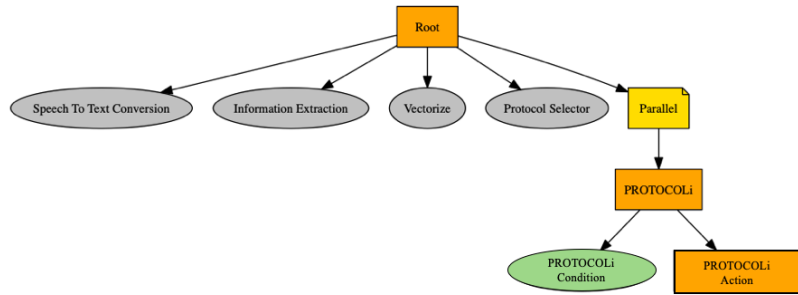 Root
Speech To Text Conversion
Information Extraction
Vectorize
Protocol Selector
Parallel
PROTOCOLi
PROTOCOLi
Condition
PROTOCOLi
Action